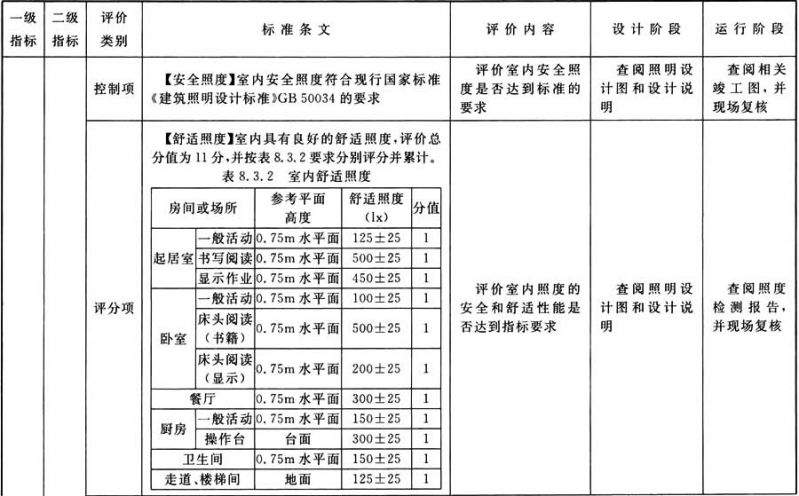 一级指标 二级指标 评价类别 标准条文 评价内容 设计阶段 运行阶段
控制项
【安全照度】室内安全照度符合现行国家标准
《建筑照明设计标准》GB 50034 的要求
评价室内安全照
度是否达到标准的
要求
查阅照明设
计图和设计说
明
查阅相关
竣工图,并
现场复核
评分项
【舒适照度】室内具有良好的舒适照度,评价总
分值为 11 分,并按表 8.3.2 要求分别评分并累计。
表 8.3.2 室内舒适照度
房间或场所 参考平面高度 舒适照度(lx) 分值
起居室 一般活动 0.75m 水平面 125±25 1
书写阅读 0.75m 水平面 500±25 1
显示作业 0.75m 水平面 450±25 1
卧室 一般活动 0.75m 水平面 100±25 1
床头阅读(书籍) 0.75m 水平面 500±25 1
床头阅读(显示) 0.75m 水平面 200±25 1
餐厅 0.75m 水平面 300±25 1
厨房 一般活动 0.75m 水平面 150±25 1
操作台 台面 300±25 1
卫生间 0.75m 水平面 150±25 1
走道、楼梯间 地面 125±25 1
评价室内照度的
安全和舒适性能是
否达到指标要求
查阅照明设
计图和设计说
明
查阅照度
检测报告,
并现场复核